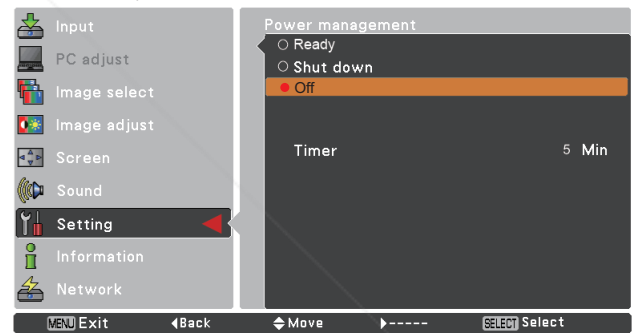 Input
PC adjust
Image select
Image adjust
Screen
Sound
Setting
Information
Network
Power management
Ready
Shut down
Off
Timer 5 Min
MENU Exit Back Move ----- SELECT Select